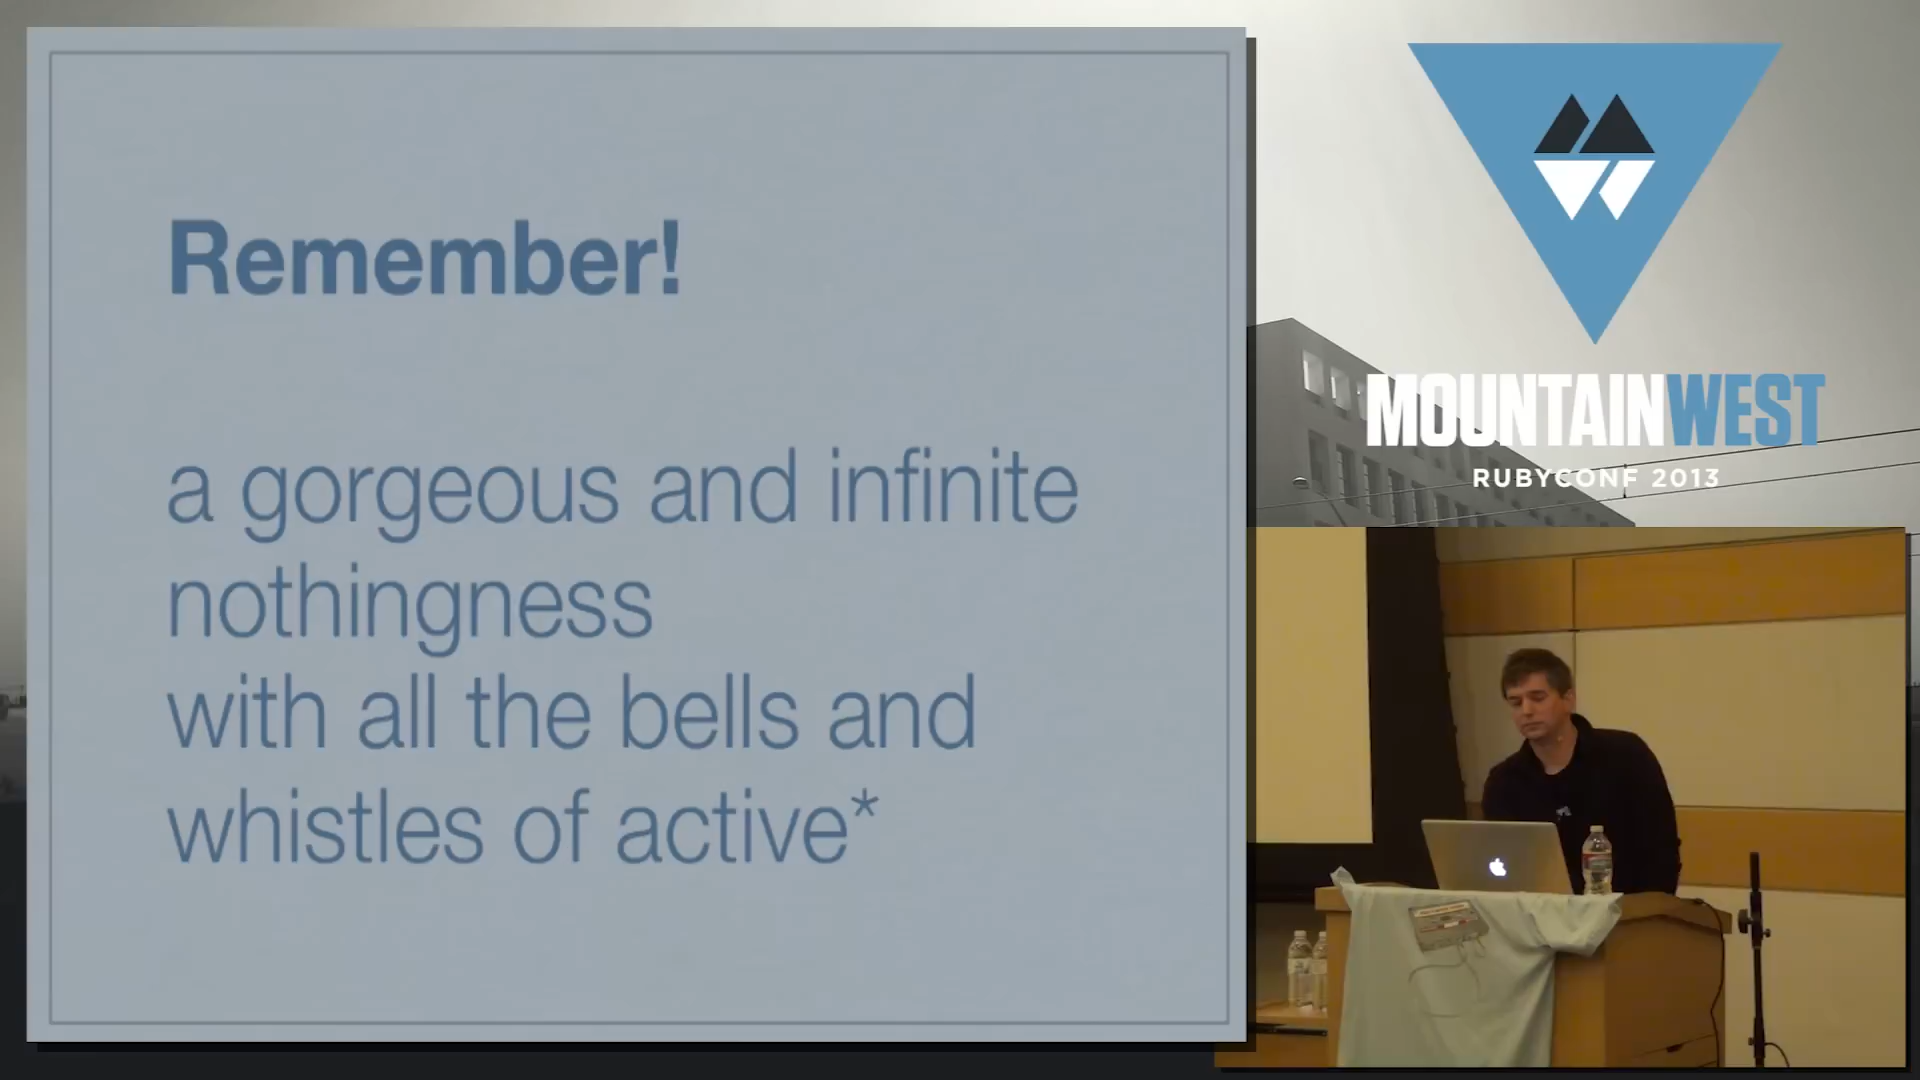 Remember!
a gorgeous and infinite
nothingness
with all the bells and
whistles of active*
MOUNTAINWEST
RUBYCONF 2013